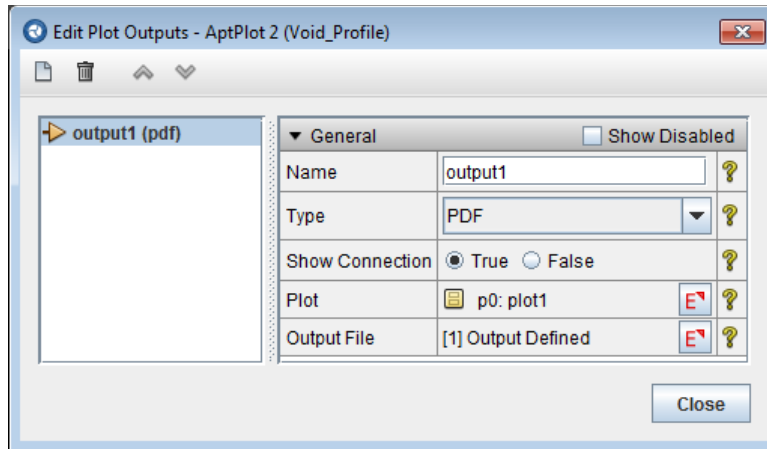 Edit Plot Outputs - AptPlot 2 (Void_Profile)
output1 (pdf)
General
Show Disabled
Name
output1
Type
PDF
Show Connection
True
False
Plot
p0: plot1
E
Output File
[1] Output Defined
E
Close